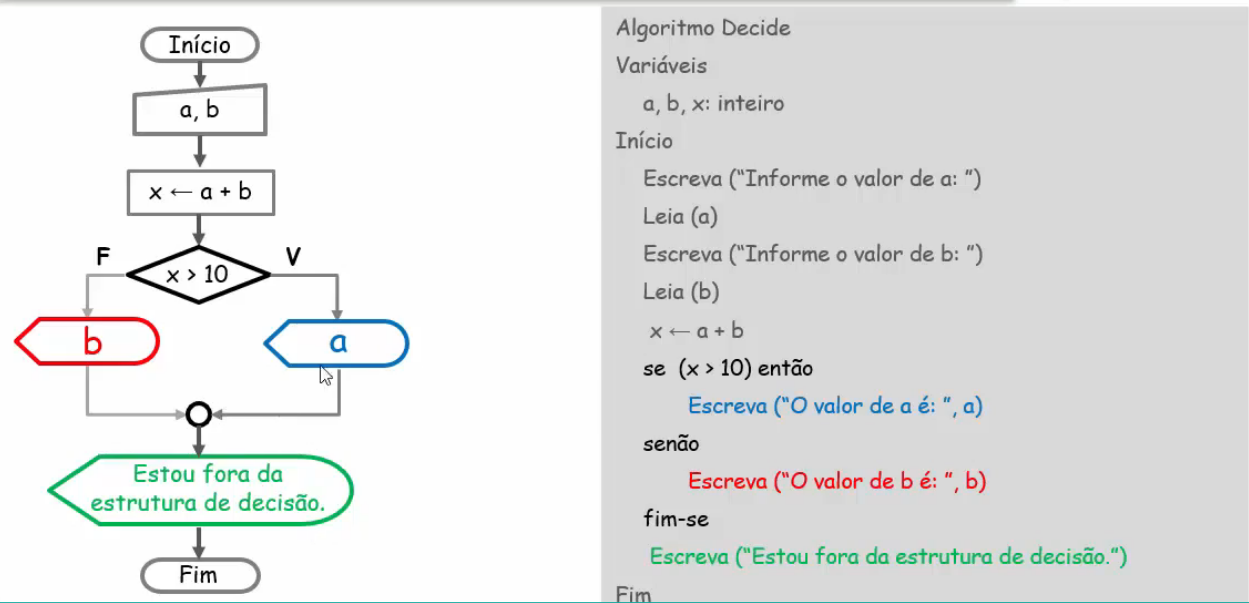 Início
a, b
x ← a + b
F
V
x > 10
b
a
Estou fora da
estrutura de decisão.
Fim
Algoritmo Decide
Variáveis
a, b, x: inteiro
Início
Escreva (“Informe o valor de a: ”)
Leia (a)
Escreva (“Informe o valor de b: ”)
Leia (b)
x ← a + b
se (x > 10) então
Escreva (“O valor de a é: ”, a)
senão
Escreva (“O valor de b é: ”, b)
fim-se
Escreva (“Estou fora da estrutura de decisão.”)
Fim